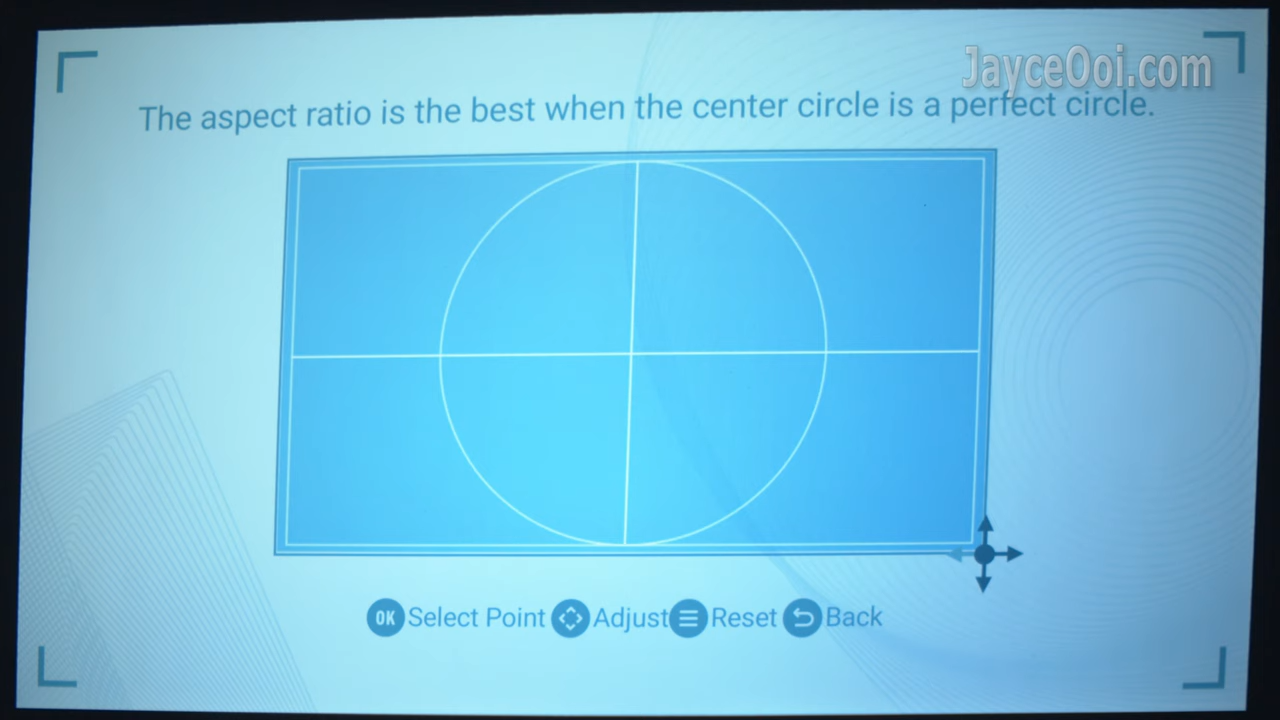 JayceOoi.com
The aspect ratio is the best when the center circle is a perfect circle.
OK Select Point Adjust Reset Back